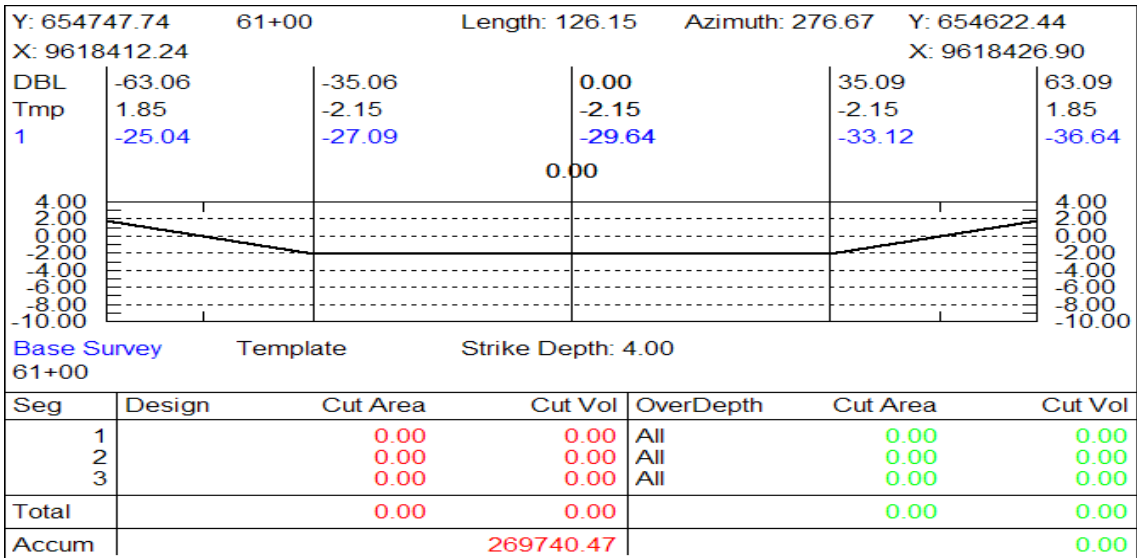 Y: 654747.74 61+00 Length: 126.15 Azimuth: 276.67 Y: 654622.44
X: 9618412.24 X: 9618426.90
DBL -63.06 -35.06 0.00 35.09 63.09
Tmp 1.85 -2.15 -2.15 -2.15 1.85
1 -25.04 -27.09 -29.64 -33.12 -36.64
0.00
4.00 4.00
2.00 2.00
0.00 0.00
-2.00 -2.00
-4.00 -4.00
-6.00 -6.00
-8.00 -8.00
-10.00 -10.00
Base Survey Template Strike Depth: 4.00
61+00
Seg Design Cut Area Cut Vol OverDepth Cut Area Cut Vol
1 0.00 0.00 All 0.00 0.00
2 0.00 0.00 All 0.00 0.00
3 0.00 0.00 All 0.00 0.00
Total 0.00 0.00 0.00 0.00
Accum 269740.47 0.00